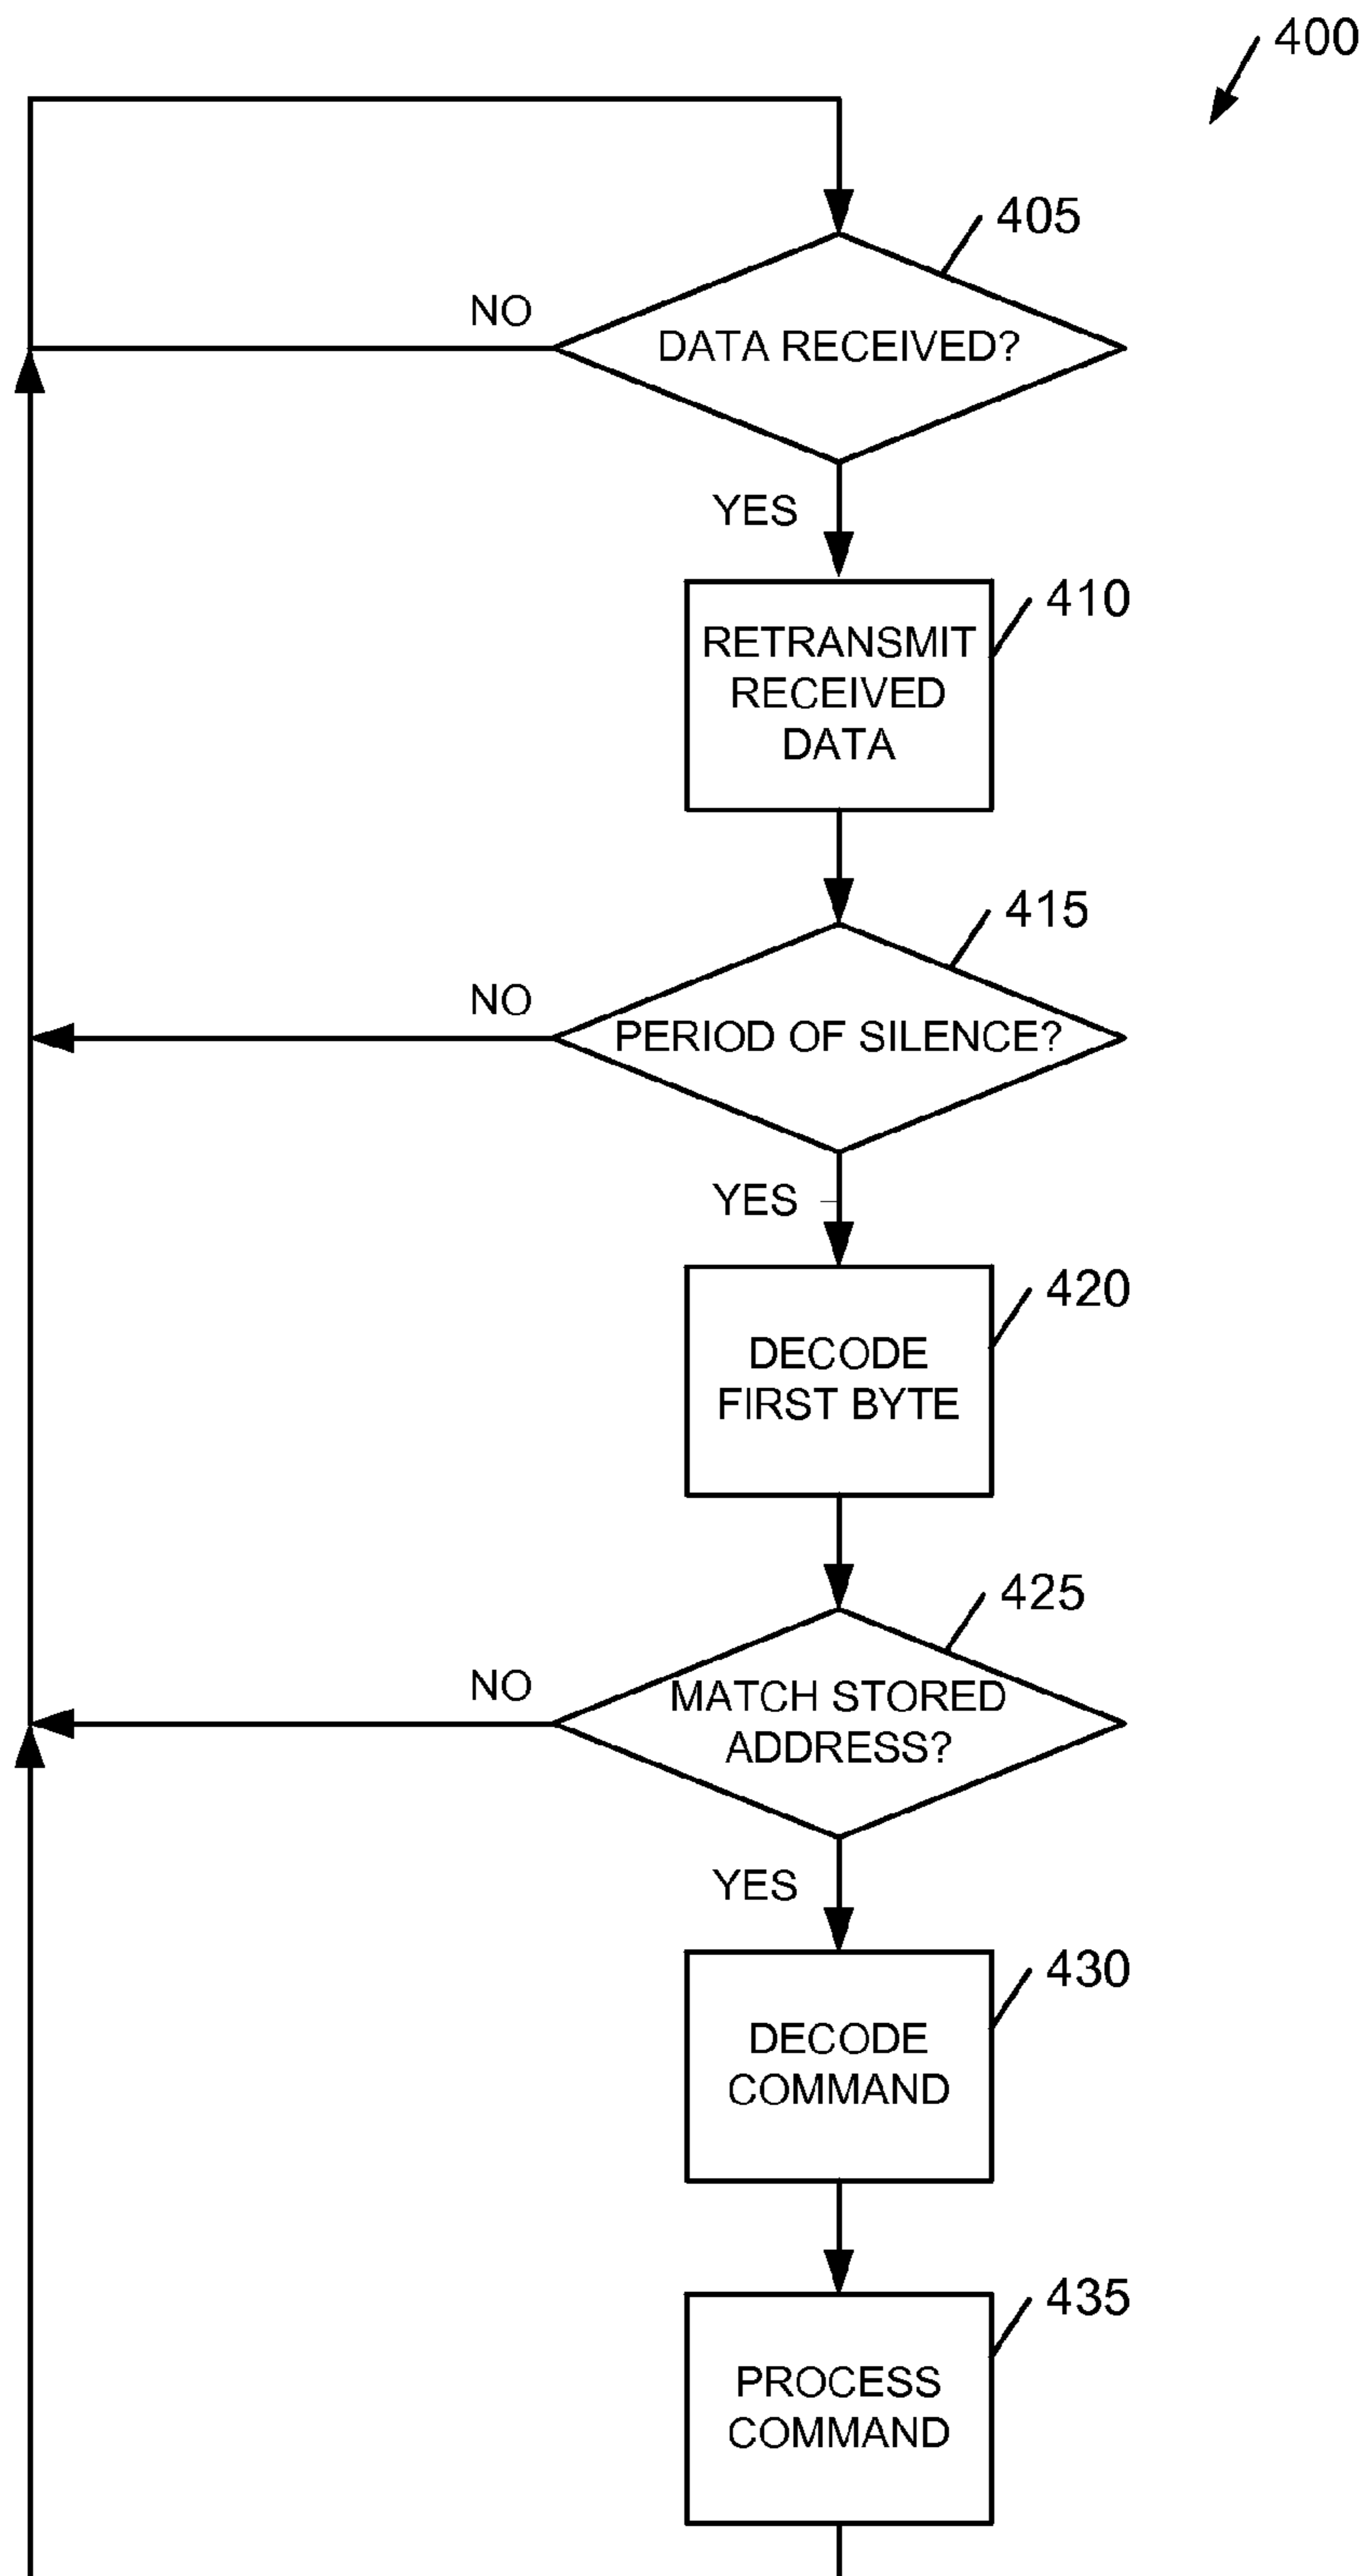 400
405
NO
DATA RECEIVED?
YES
410
RETRANSMIT
RECEIVED
DATA
415
NO
PERIOD OF SILENCE?
YES
420
DECODE
FIRST BYTE
425
NO
MATCH STORED
ADDRESS?
YES
430
DECODE
COMMAND
435
PROCESS
COMMAND